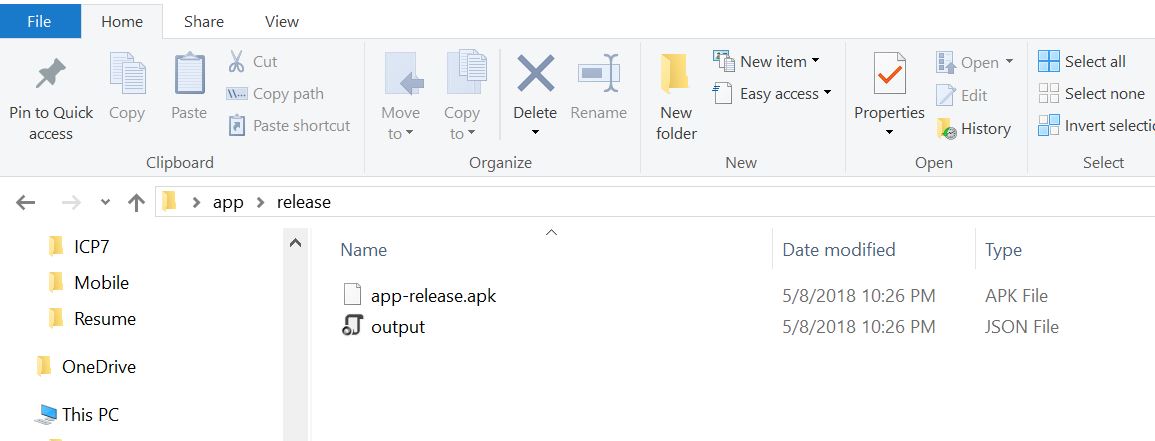 File Home Share View
Pin to Quick access
Copy
Paste
Cut
Copy path
Paste shortcut
Clipboard
Move to
Copy to
Delete
Rename
Organize
New folder
New item
Easy access
New
Properties
Open
Edit
History
Open
Select all
Select none
Invert selectio
Select
app release
ICP7
Mobile
Resume
OneDrive
This PC
Name Date modified Type
app-release.apk 5/8/2018 10:26 PM APK File
output 5/8/2018 10:26 PM JSON File